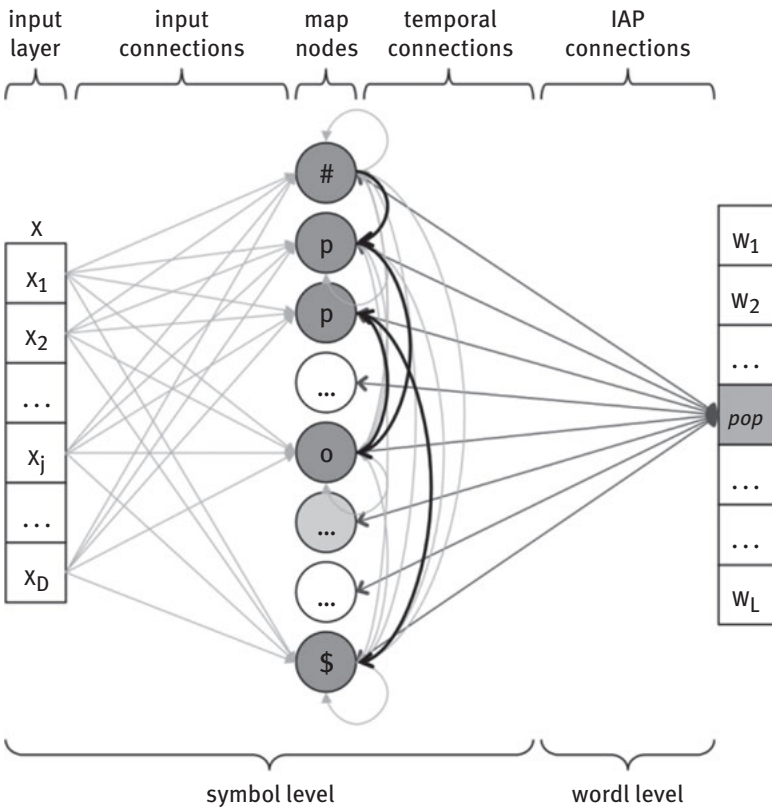 input layer
input connections
map nodes
temporal connections
IAP connections
#
p
p
...
o
...
...
$
x
x1
x2
...
xj
...
xD
w1
w2
...
pop
...
...
wL
symbol level
wordl level